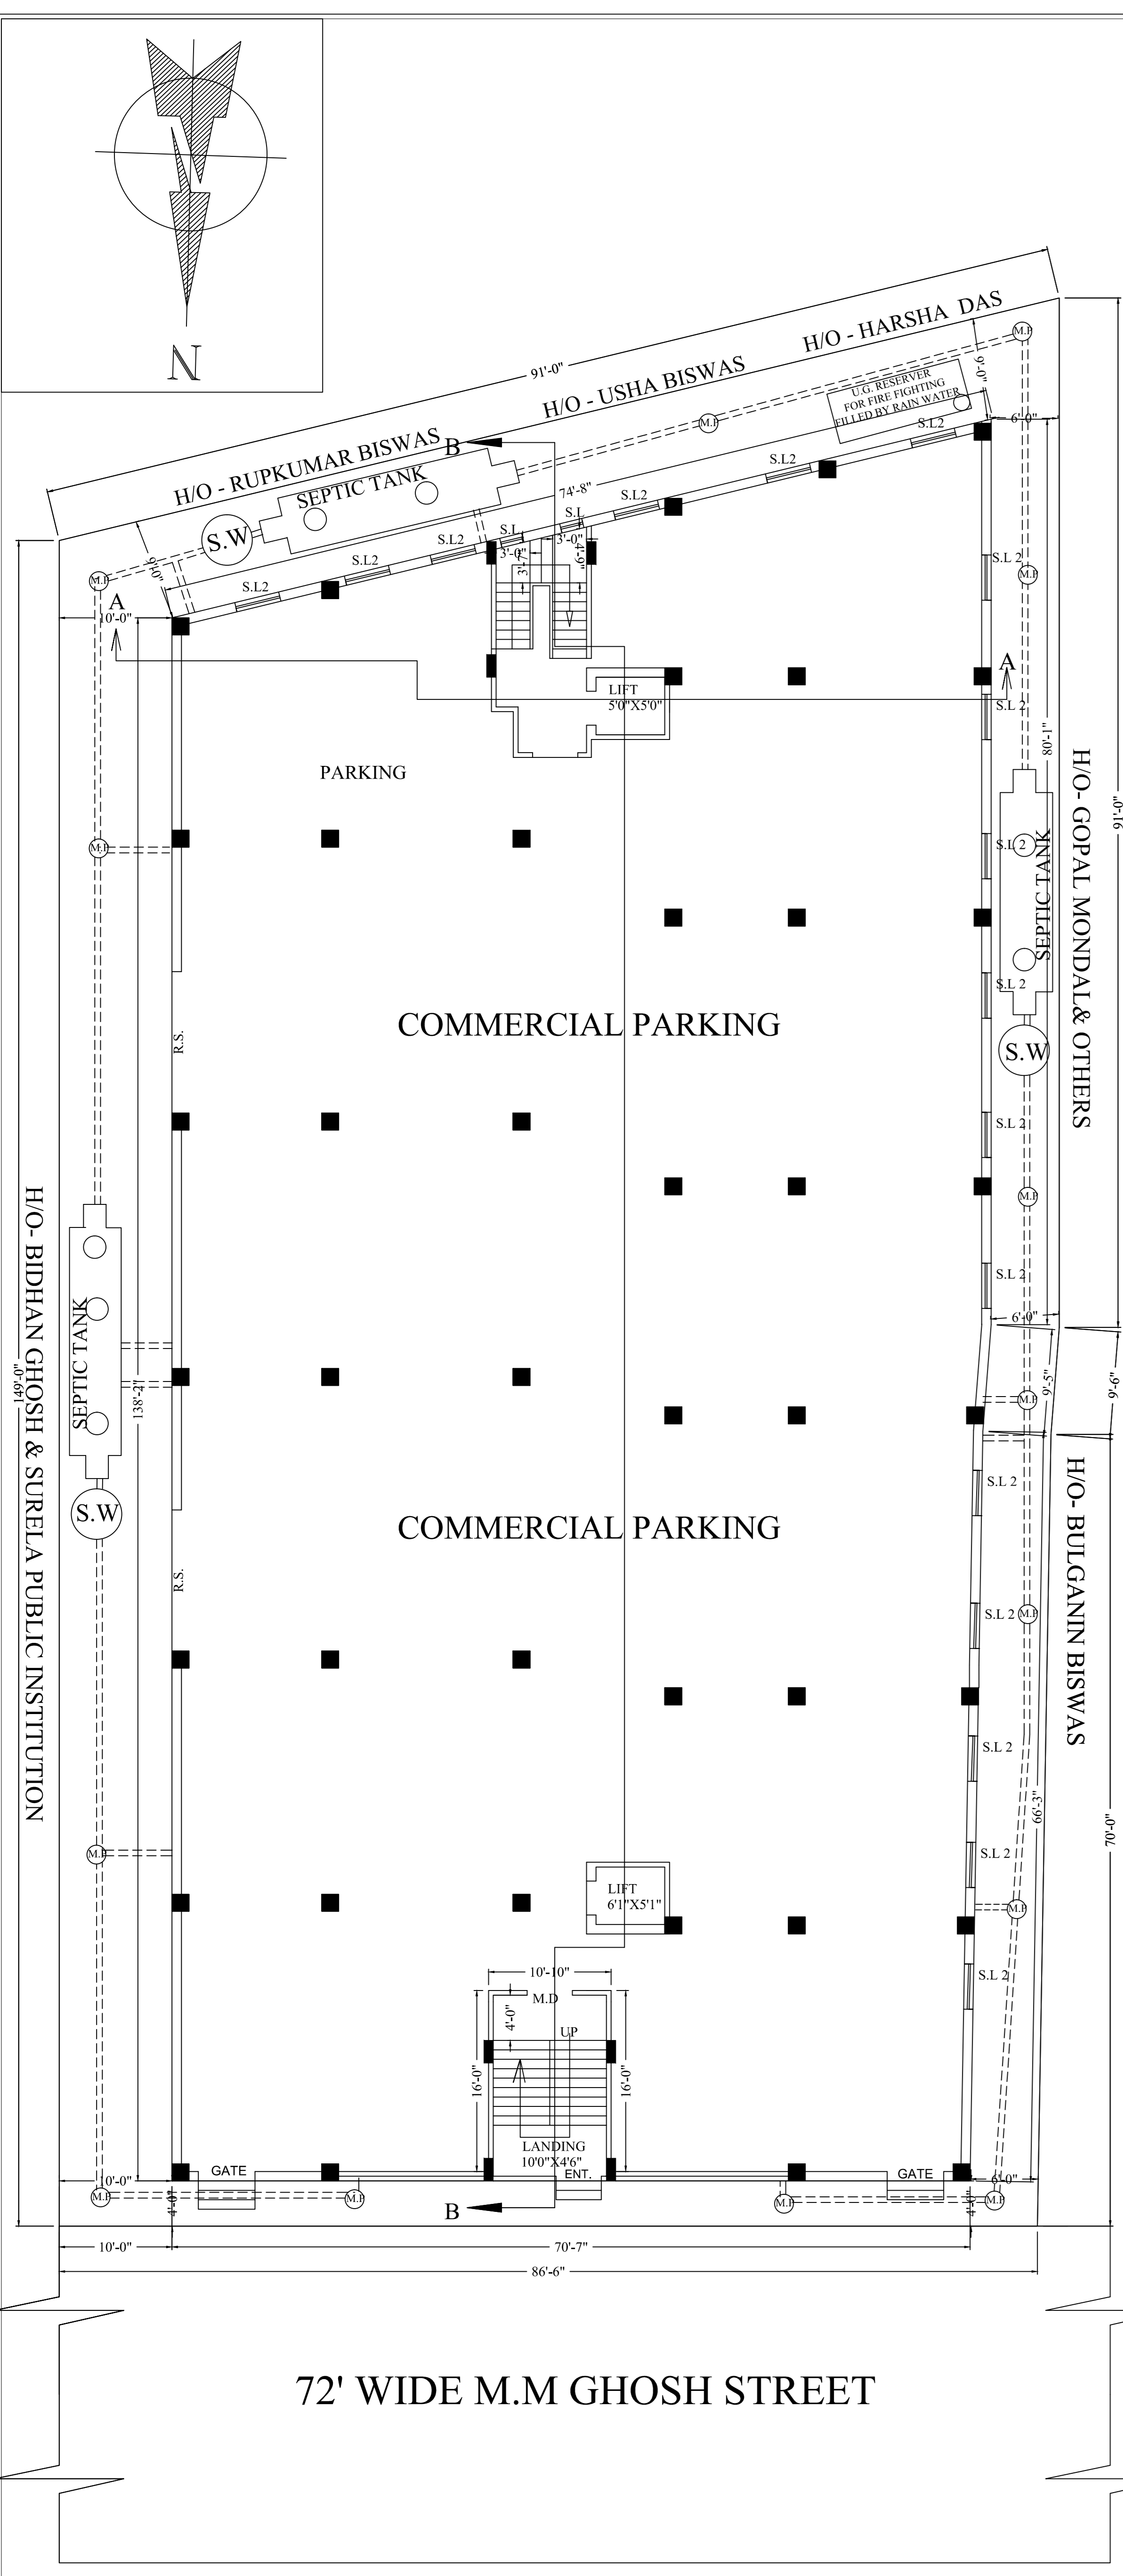 N
91'-0"
H/O - RUPKUMAR BISWAS
H/O - USHA BISWAS
H/O - HARSHA DAS
M.P
9'-0"
U.G. RESERVER
FOR FIRE FIGHTING
FILLED BY RAIN WATER
6'-0"
B
SEPTIC TANK
M.P
74'-8"
S.L2
S.L2
S.L2
S.W
S.L
S.L
3'-0"
3'-0"
3'-7"
4'-9"
S.L2
S.L2
S.L2
9'-0"
M.P
A
10'-0"
S.L 2
M.P
A
LIFT
5'0"X5'0"
S.L 2
80'-1"
91'-0"
PARKING
M.P
S.L 2
SEPTIC TANK
H/O- GOPAL MONDAL& OTHERS
S.L 2
COMMERCIAL PARKING
R.S.
S.W
S.L 2
M.P
S.L 2
6'-0"
H/O- BIDHAN GHOSH & SURELA PUBLIC INSTITUTION
149'-0"
SEPTIC TANK
138'-2"
9'-5"
9'-6"
M.P
S.W
S.L 2
H/O- BULGANIN BISWAS
COMMERCIAL PARKING
R.S.
S.L 2
M.P
S.L 2
66'-3"
70'-0"
M.P
S.L 2
LIFT
6'1"X5'1"
M.P
S.L 2
10'-10"
M.D
4'-0"
UP
16'-0"
16'-0"
LANDING
10'0"X4'6"
ENT.
GATE
GATE
10'-0"
6'-0"
M.P
4'-0"
M.P
B
M.P
4'-0"
M.P
10'-0"
70'-7"
86'-6"
72' WIDE M.M GHOSH STREET